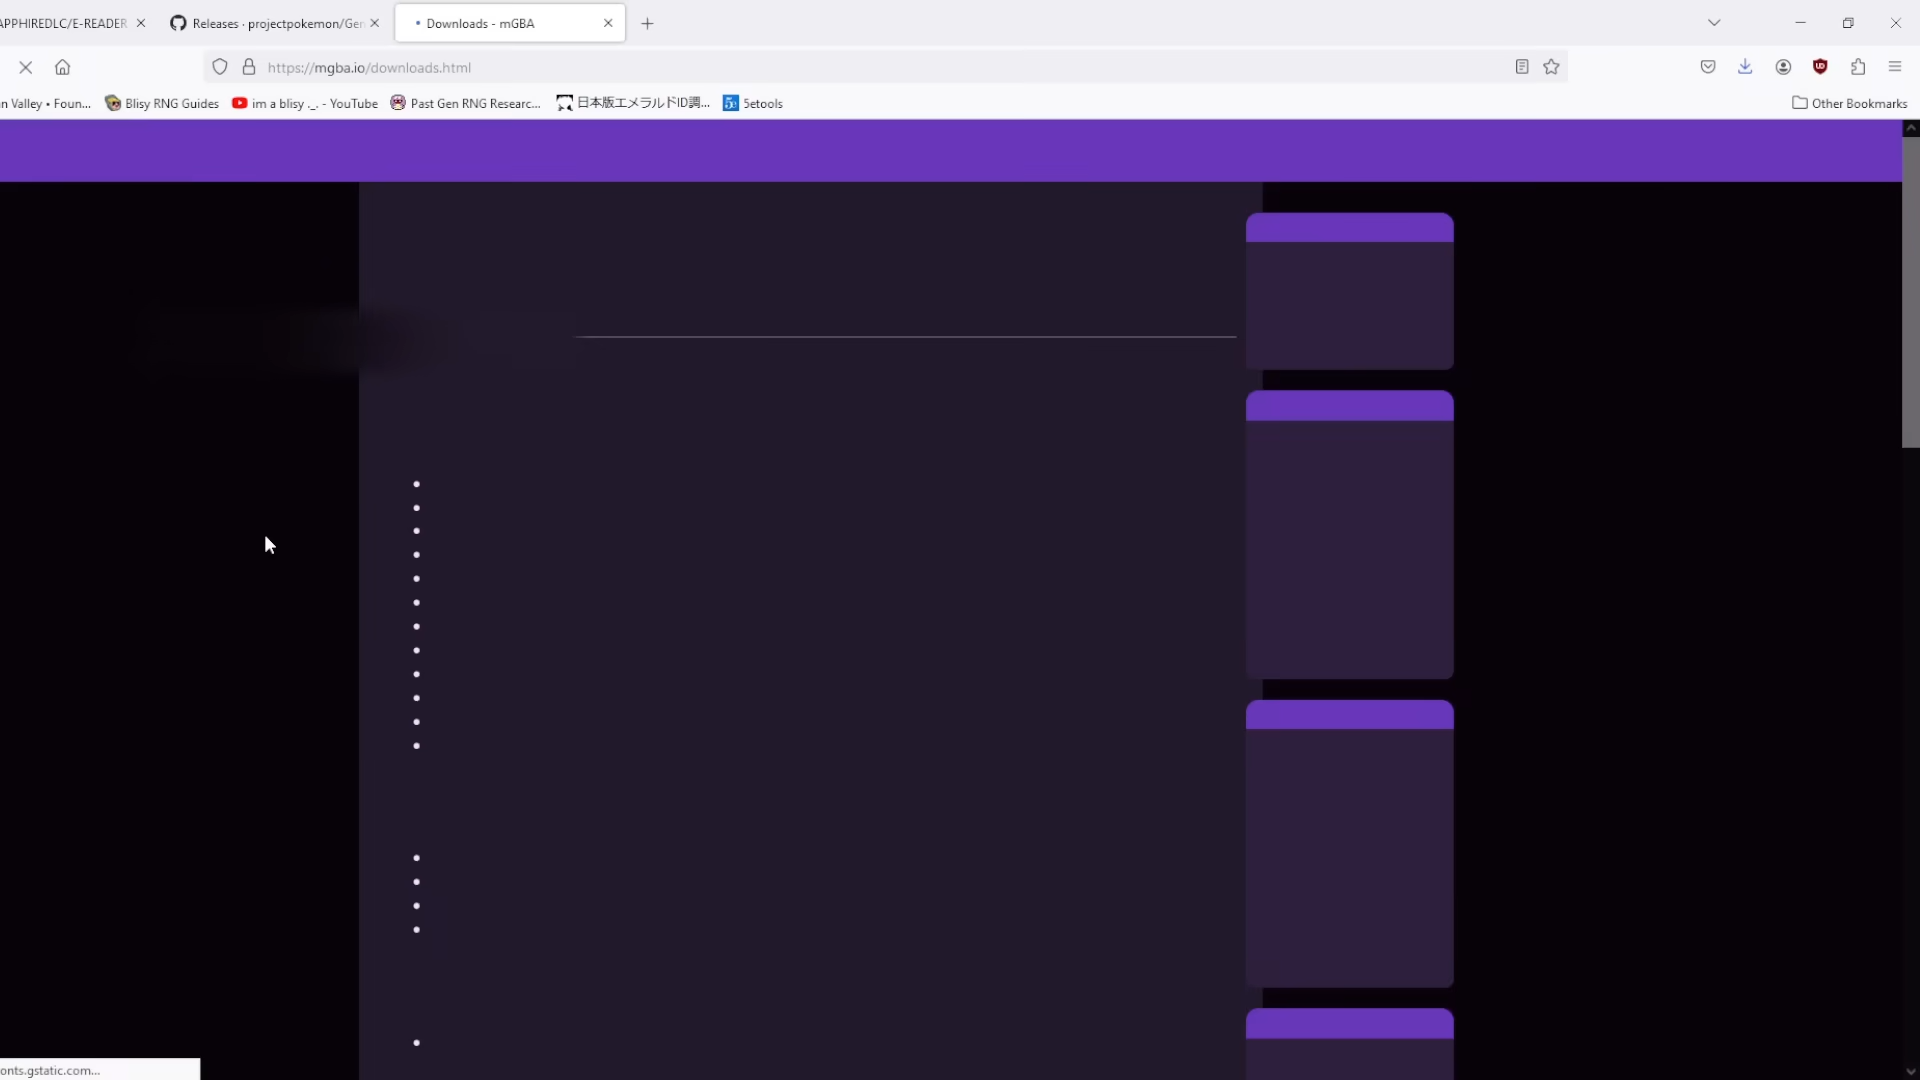 APPHIREDLC/E-READER
Releases · projectpokemon/Gen
Downloads - mGBA
https://mgba.io/downloads.html
n Valley • Foun...
Blisy RNG Guides
im a blisy ._. - YouTube
Past Gen RNG Researc...
日本版エメラルドID調...
5etools
Other Bookmarks
onts.gstatic.com...